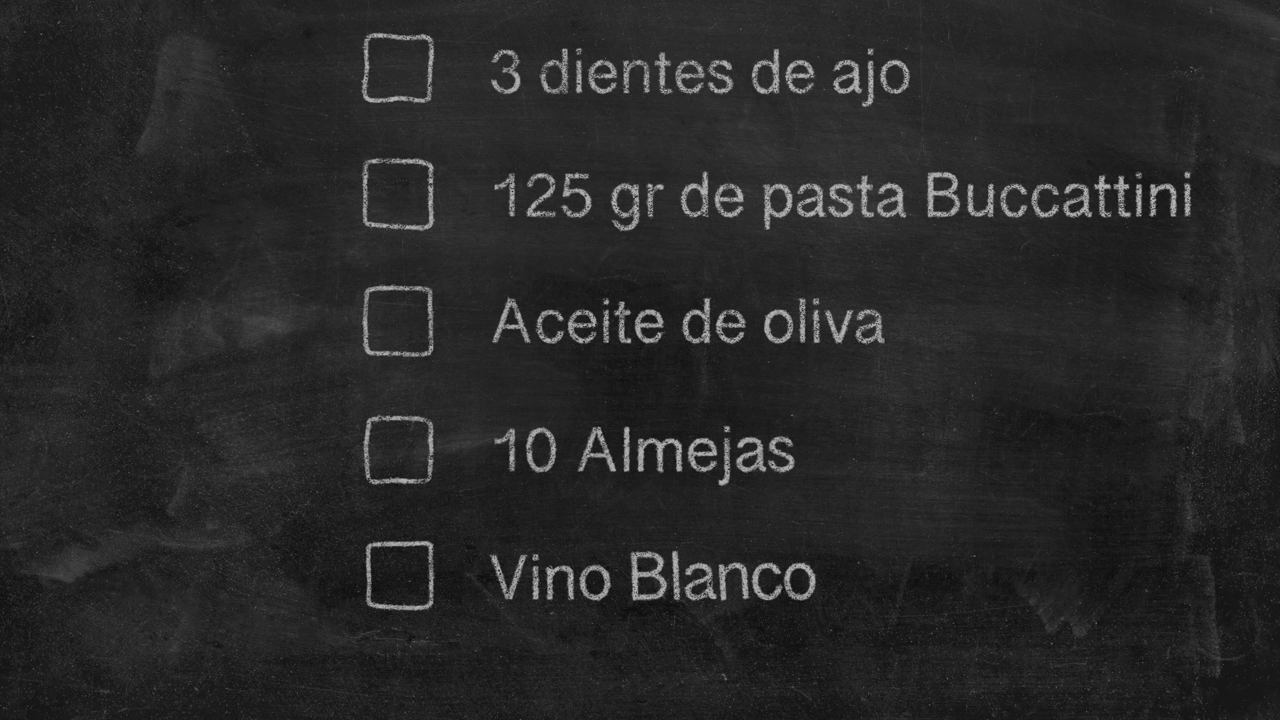 3 dientes de ajo
125 gr de pasta Buccattini
Aceite de oliva
10 Almejas
Vino Blanco